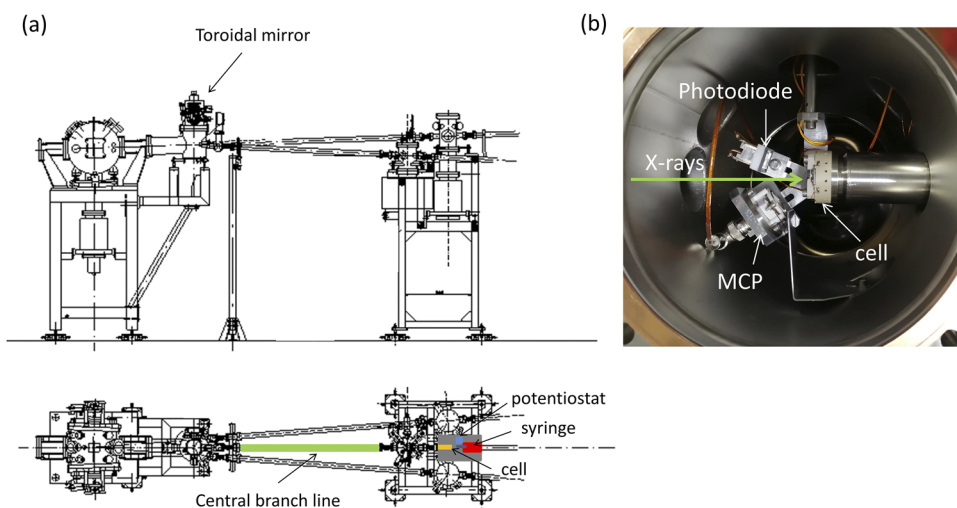 (a)
Toroidal mirror
(b)
Photodiode
X-rays
cell
MCP
potentiostat
syringe
cell
Central branch line